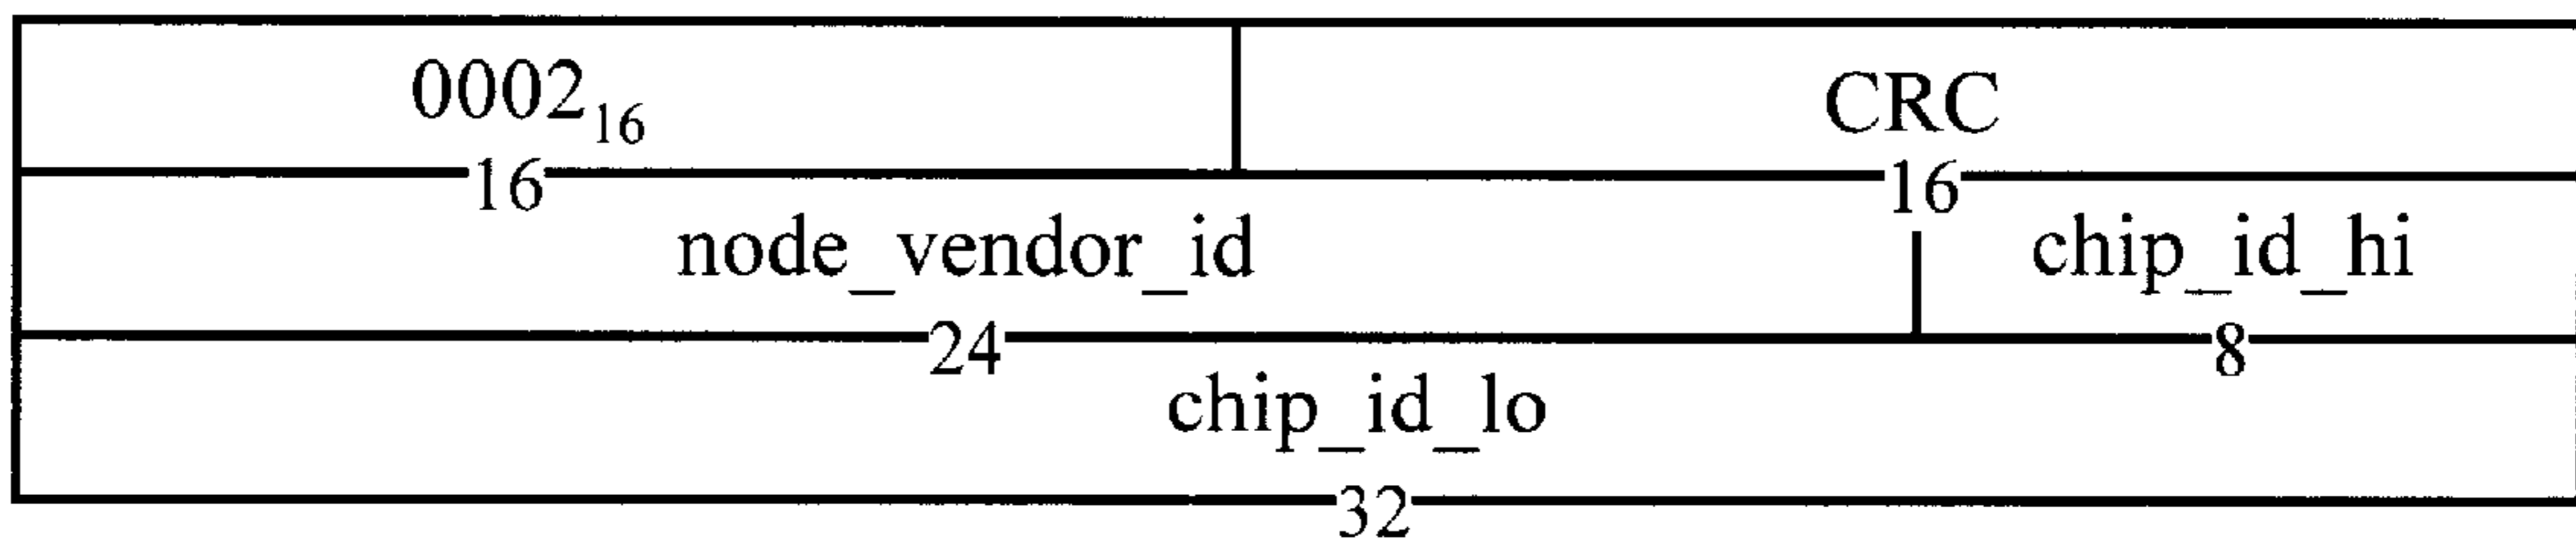 0002₁₆ CRC
16 16
node_vendor_id chip_id_hi
24 8
chip_id_lo
32